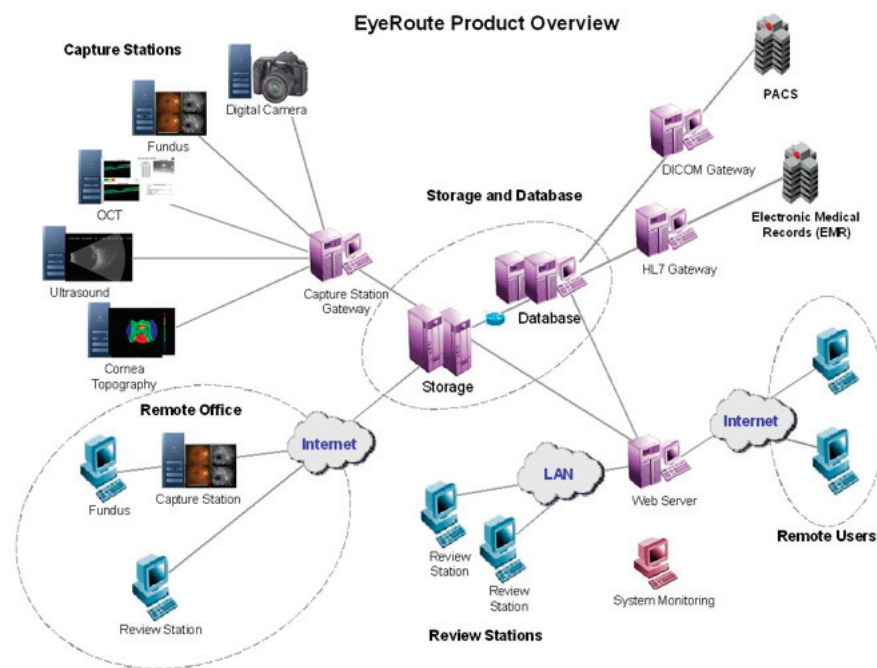 EyeRoute Product Overview
Capture Stations
Digital Camera
Fundus
OCT
Ultrasound
Cornea
Topography
Capture Station
Gateway
Storage and Database
Database
Storage
PACS
DICOM Gateway
Electronic Medical
Records (EMR)
HL7 Gateway
Remote Office
Internet
Fundus
Capture Station
Review Station
LAN
Review
Station
Review
Station
Review Stations
Web Server
System Monitoring
Internet
Remote Users